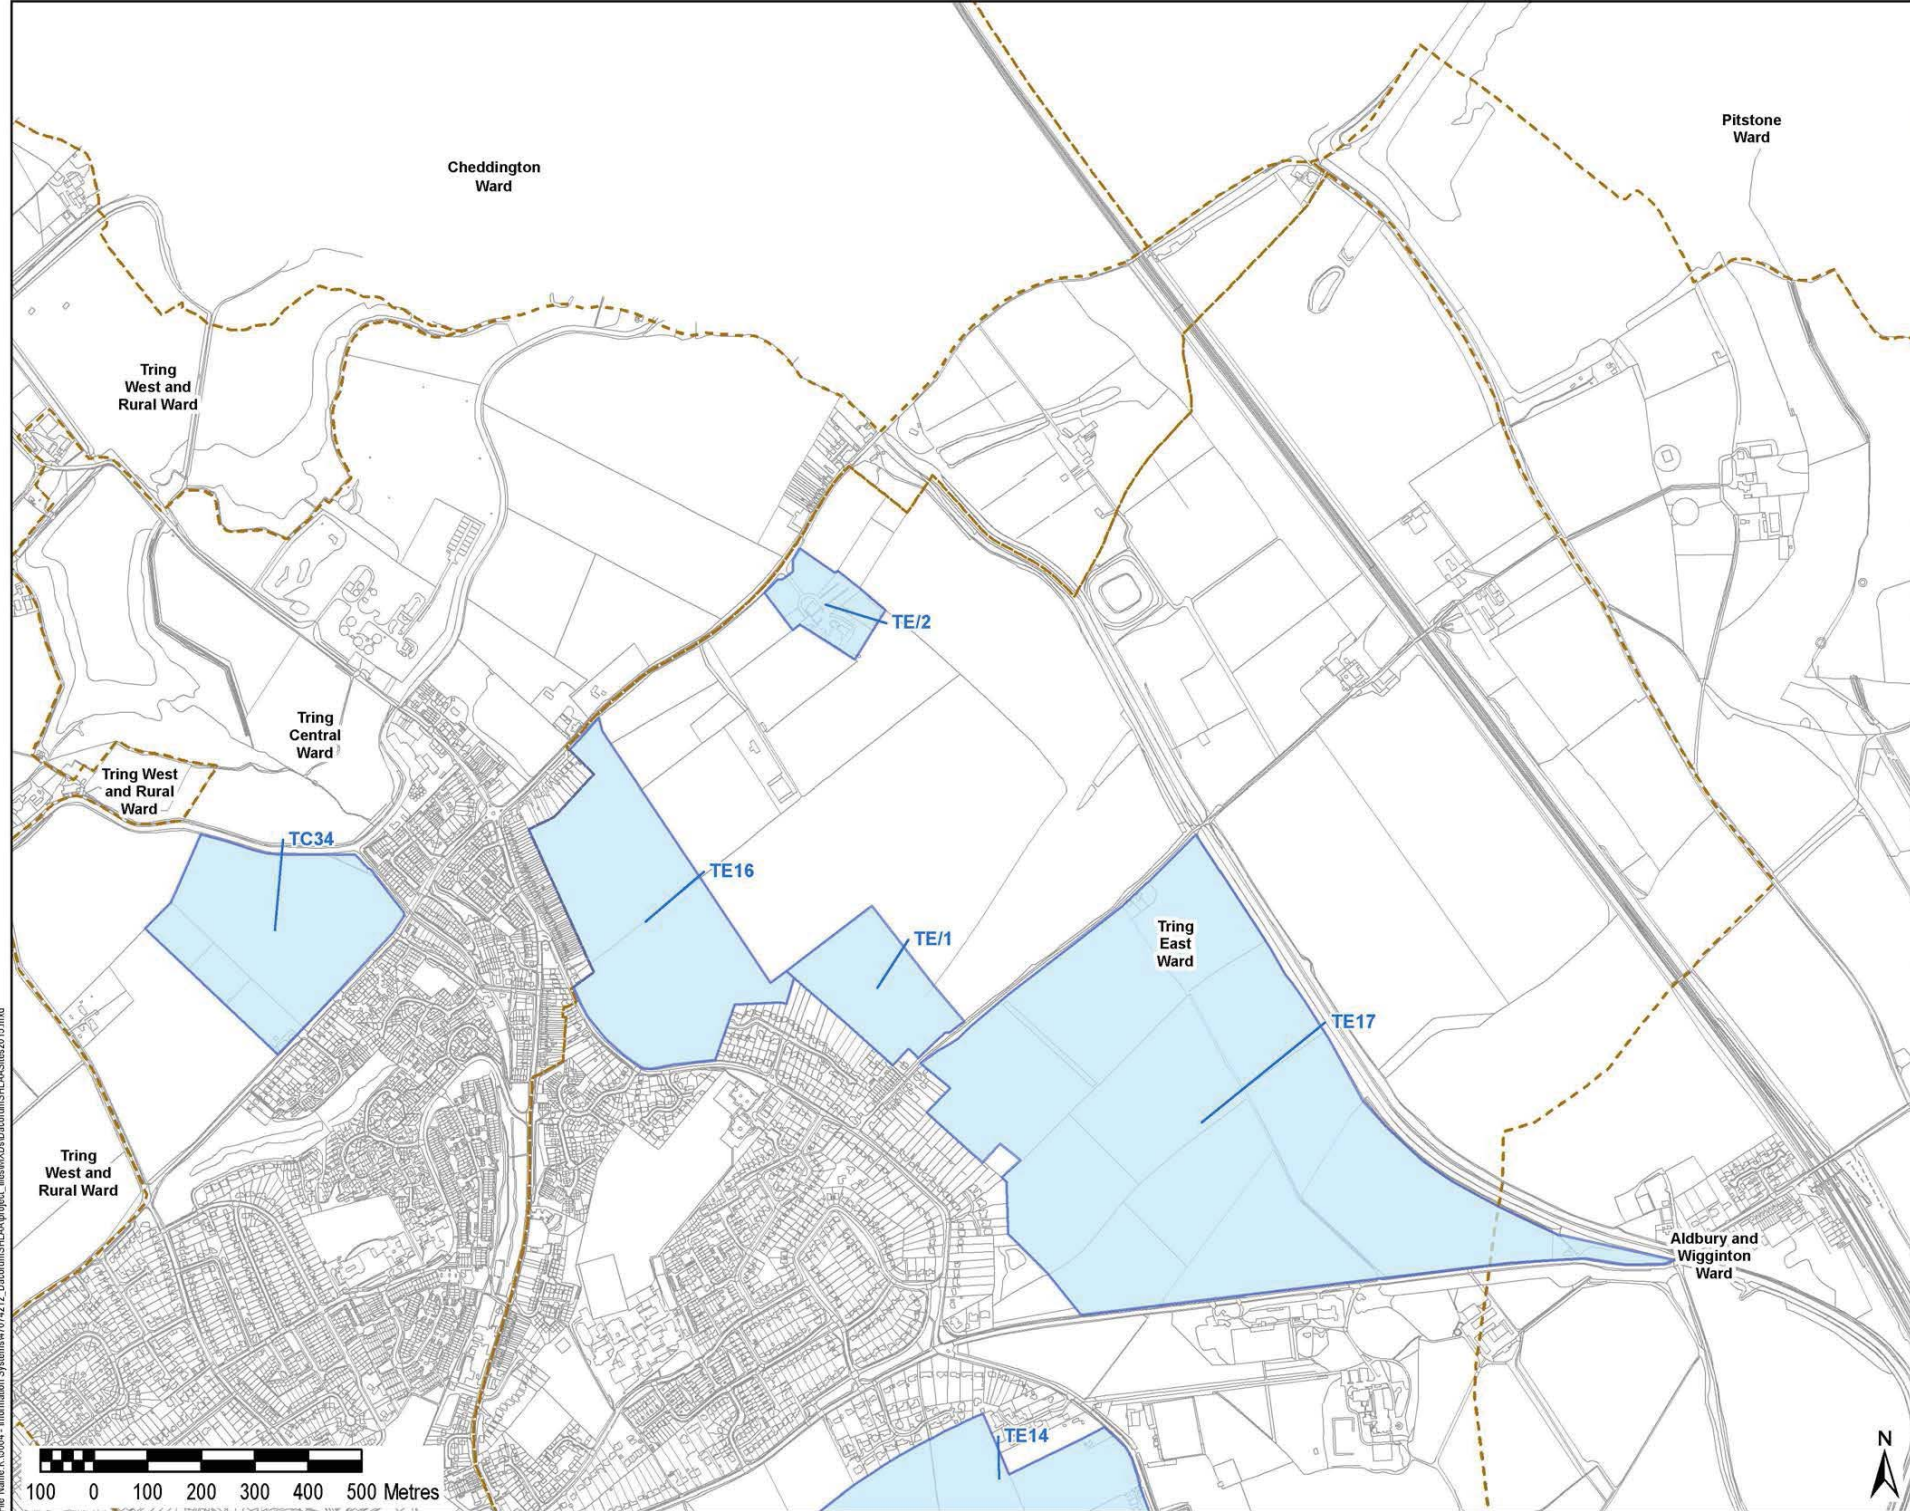 Pitstone
Ward
Cheddington
Ward
Tring
West and
Rural Ward
TE/2
Tring
Central
Ward
Tring West
and Rural
Ward
TC34
TE16
TE/1
Tring
East
Ward
TE17
Tring
West and
Rural Ward
Aldbury and
Wigginton
Ward
TE14
N
100 0 100 200 300 400 500 Metres